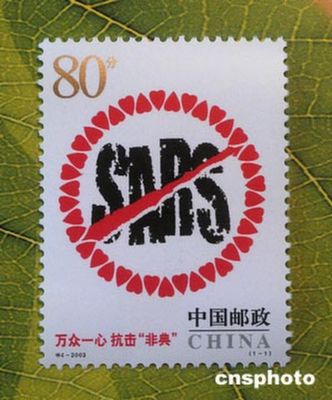 80分
SARS
中国邮政
万众一心 抗击“非典”
CHINA
特4-2003
(1-1)
cnsphoto